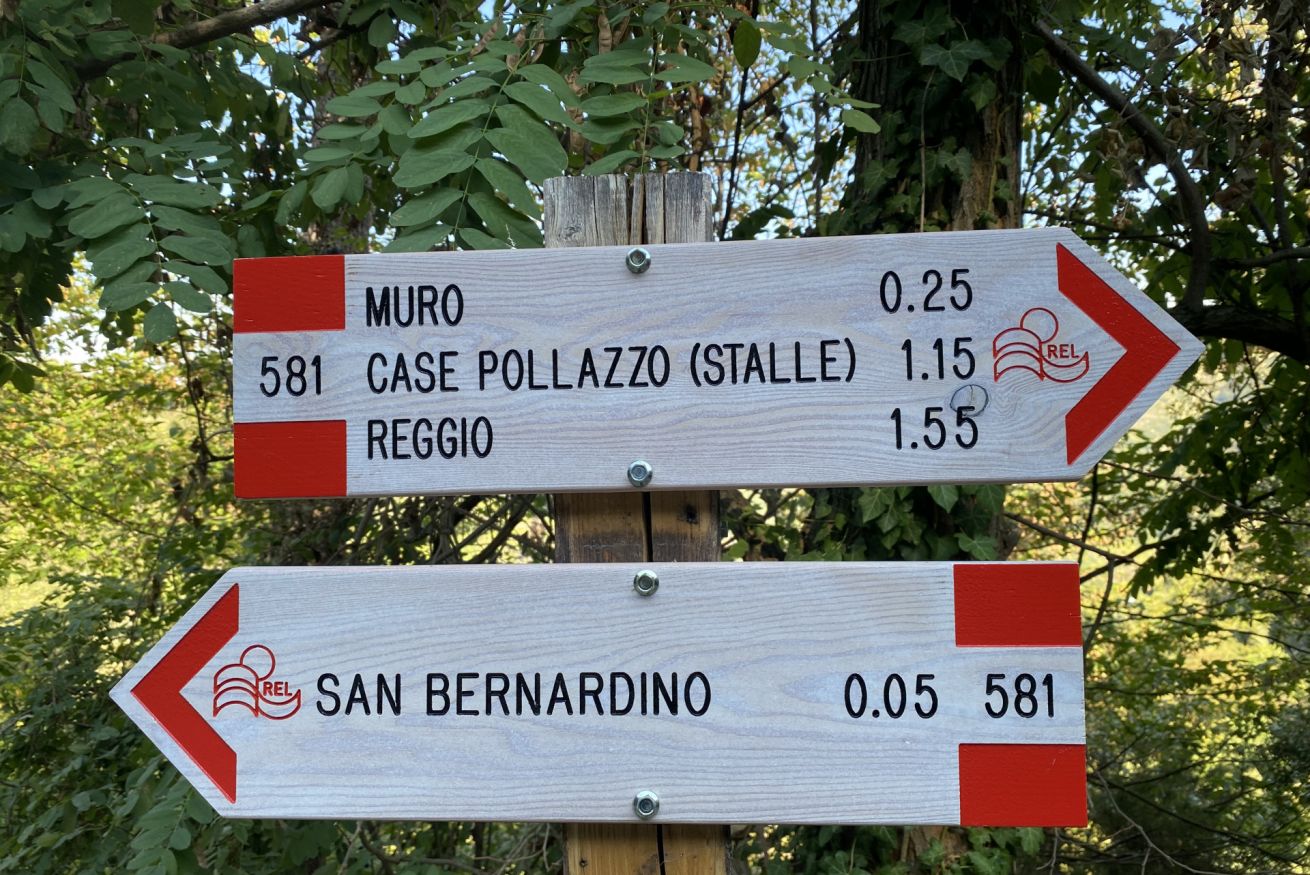 MURO 0.25
581 CASE POLLAZZO (STALLE) 1.15 REL
REGGIO 1.55
REL SAN BERNARDINO 0.05 581